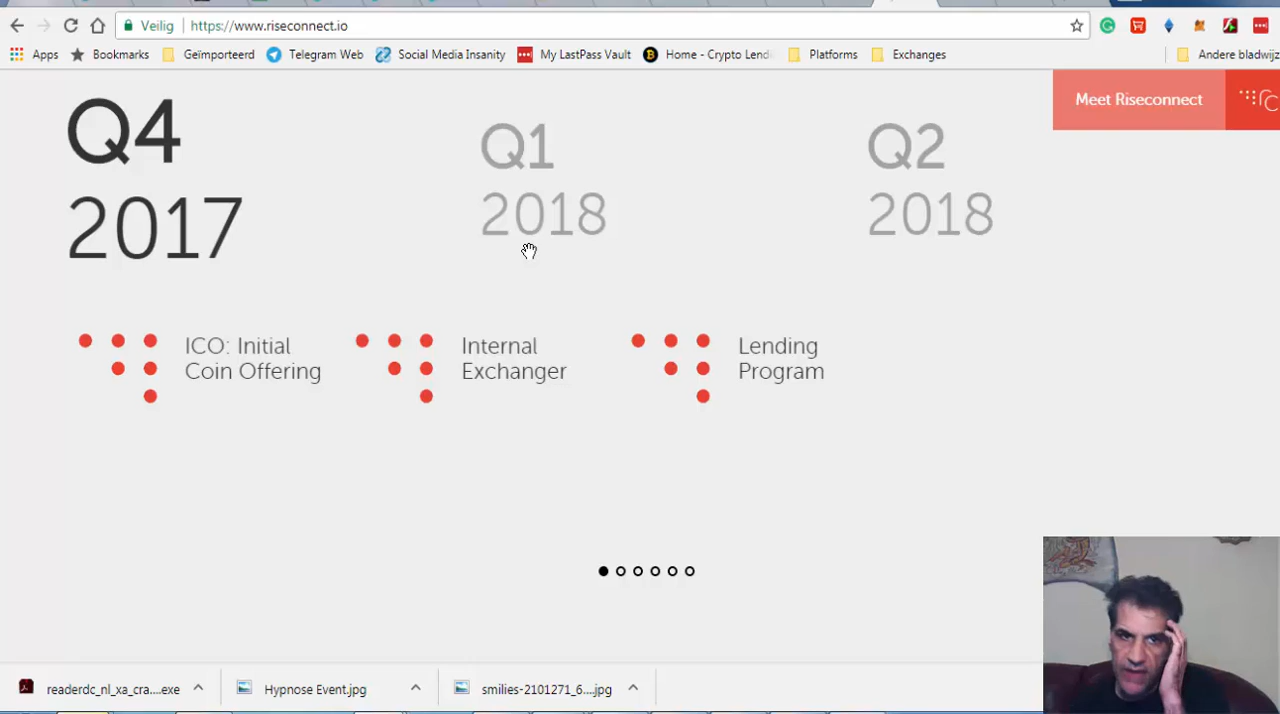 Veilig https://www.riseconnect.io
Apps Bookmarks Geïmporteerd Telegram Web Social Media Insanity My LastPass Vault Home - Crypto Lendi Platforms Exchanges Andere bladwijz
Meet Riseconnect
Q4
2017
Q1
2018
Q2
2018
ICO: Initial
Coin Offering
Internal
Exchanger
Lending
Program
readerdc_nl_xa_cra....exe Hypnose Event.jpg smilies-2101271_6....jpg